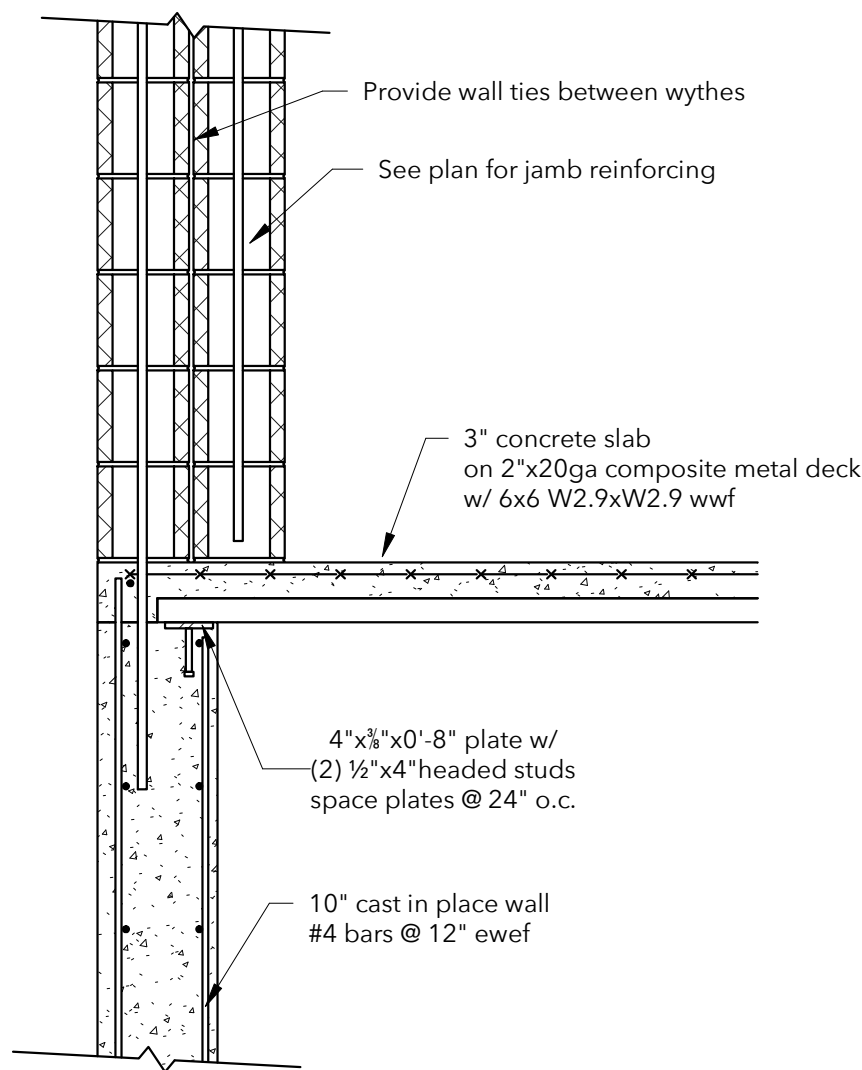 Provide wall ties between wythes
See plan for jamb reinforcing
3" concrete slab
on 2"x20ga composite metal deck
w/ 6x6 W2.9xW2.9 wwf
4"x⅜"x0'-8" plate w/
(2) ½"x4"headed studs
space plates @ 24" o.c.
10" cast in place wall
#4 bars @ 12" ewef